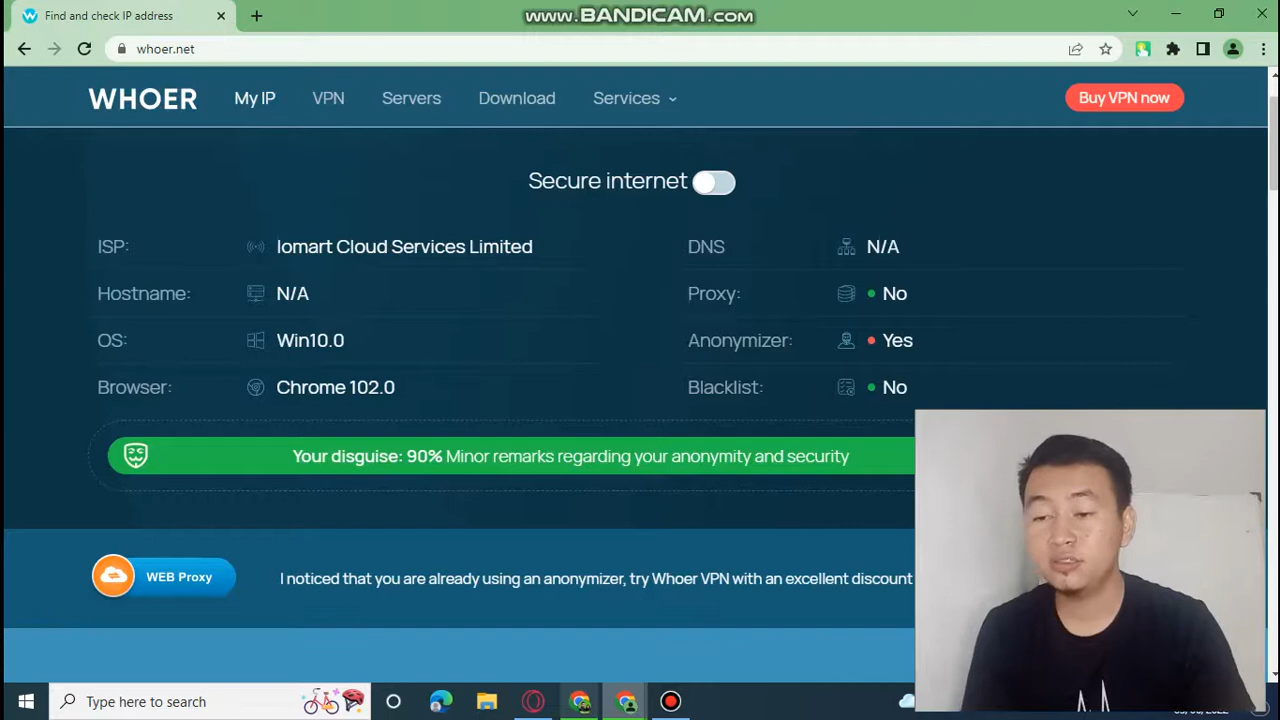 Find and check IP address
www.BANDICAM.com
whoer.net
WHOER
My IP
VPN
Servers
Download
Services
Buy VPN now
Secure internet
ISP:
Iomart Cloud Services Limited
DNS
N/A
Hostname:
N/A
Proxy:
No
OS:
Win10.0
Anonymizer:
Yes
Browser:
Chrome 102.0
Blacklist:
No
Your disguise: 90% Minor remarks regarding your anonymity and security
WEB Proxy
I noticed that you are already using an anonymizer, try Whoer VPN with an excellent discount
Type here to search